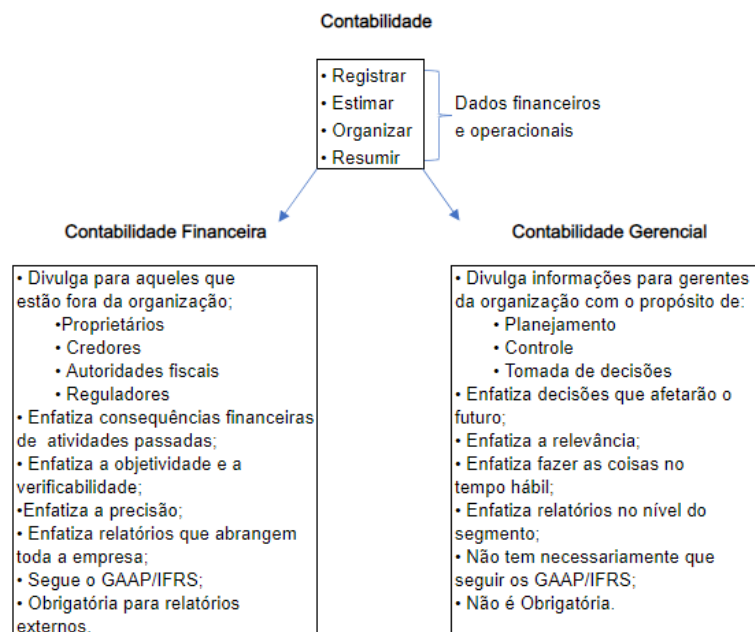 Contabilidade
• Registrar
• Estimar
• Organizar
• Resumir
Dados financeiros
e operacionais
Contabilidade Financeira
• Divulga para aqueles que
estão fora da organização;
•Proprietários
• Credores
• Autoridades fiscais
• Reguladores
• Enfatiza consequências financeiras
de atividades passadas;
• Enfatiza a objetividade e a
verificabilidade;
•Enfatiza a precisão;
• Enfatiza relatórios que abrangem
toda a empresa;
• Segue o GAAP/IFRS;
• Obrigatória para relatórios
externos.
Contabilidade Gerencial
• Divulga informações para gerentes
da organização com o propósito de:
• Planejamento
• Controle
• Tomada de decisões
• Enfatiza decisões que afetarão o
futuro;
• Enfatiza a relevância;
• Enfatiza fazer as coisas no
tempo hábil;
• Enfatiza relatórios no nível do
segmento;
• Não tem necessariamente que
seguir os GAAP/IFRS;
• Não é Obrigatória.